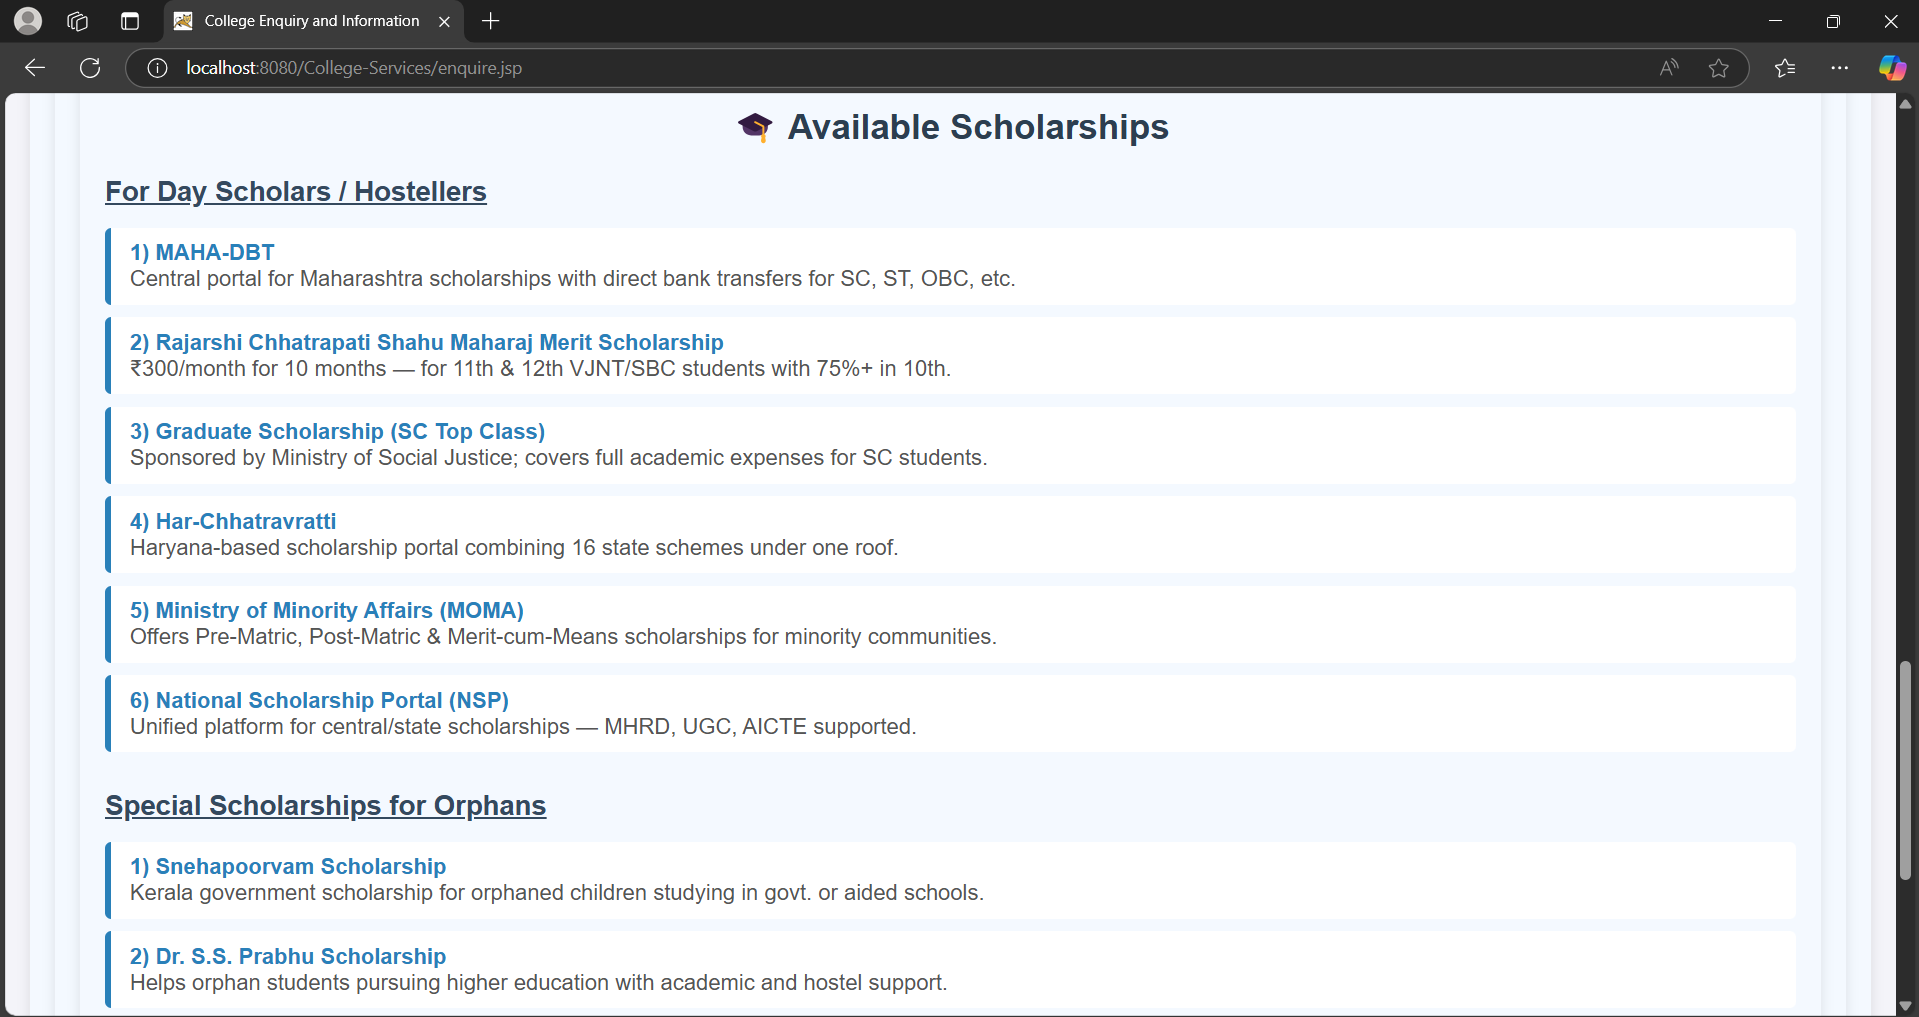 College Enquiry and Information
localhost:8080/College-Services/enquire.jsp
🎓 Available Scholarships
For Day Scholars / Hostellers
1) MAHA-DBT
Central portal for Maharashtra scholarships with direct bank transfers for SC, ST, OBC, etc.
2) Rajarshi Chhatrapati Shahu Maharaj Merit Scholarship
₹300/month for 10 months — for 11th & 12th VJNT/SBC students with 75%+ in 10th.
3) Graduate Scholarship (SC Top Class)
Sponsored by Ministry of Social Justice; covers full academic expenses for SC students.
4) Har-Chhatravratti
Haryana-based scholarship portal combining 16 state schemes under one roof.
5) Ministry of Minority Affairs (MOMA)
Offers Pre-Matric, Post-Matric & Merit-cum-Means scholarships for minority communities.
6) National Scholarship Portal (NSP)
Unified platform for central/state scholarships — MHRD, UGC, AICTE supported.
Special Scholarships for Orphans
1) Snehapoorvam Scholarship
Kerala government scholarship for orphaned children studying in govt. or aided schools.
2) Dr. S.S. Prabhu Scholarship
Helps orphan students pursuing higher education with academic and hostel support.